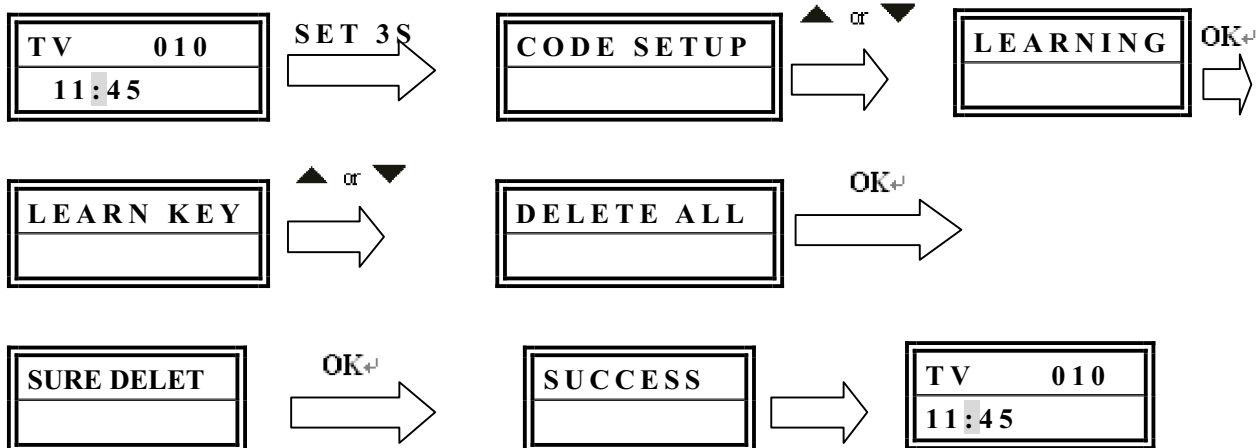 TV 010
11:45
SET 3S
CODE SETUP
▲ or ▼
LEARNING
OK↵
LEARN KEY
▲ or ▼
DELETE ALL
OK↵
SURE DELET
OK↵
SUCCESS
TV 010
11:45